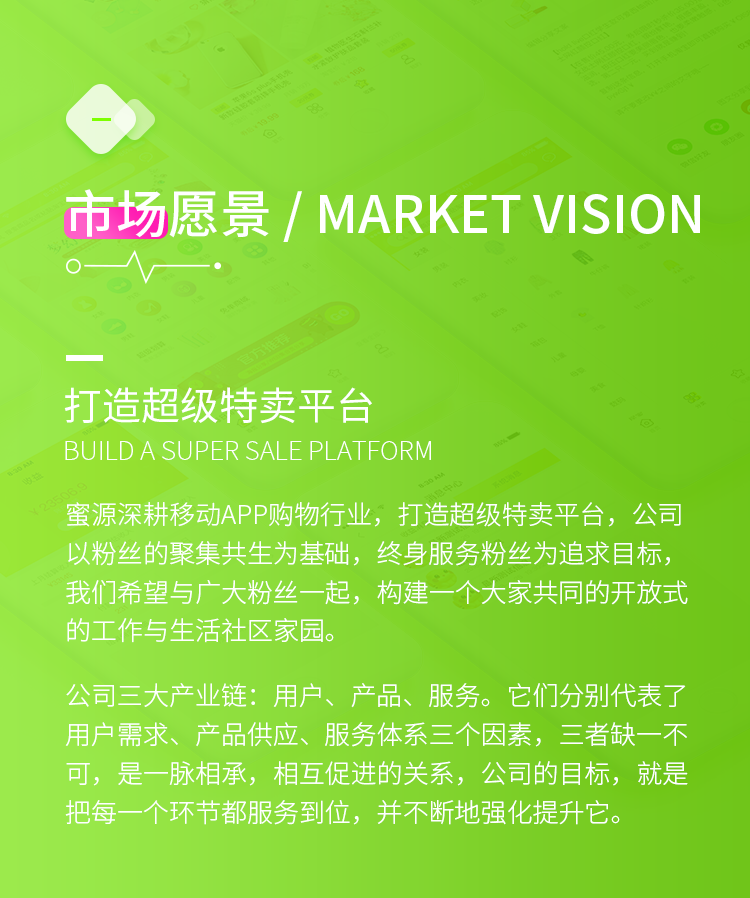 市场愿景 / MARKET VISION
打造超级特卖平台
BUILD A SUPER SALE PLATFORM
蜜源深耕移动APP购物行业，打造超级特卖平台，公司
以粉丝的聚集共生为基础，终身服务粉丝为追求目标，
我们希望与广大粉丝一起，构建一个大家共同的开放式
的工作与生活社区家园。
公司三大产业链：用户、产品、服务。它们分别代表了
用户需求、产品供应、服务体系三个因素，三者缺一不
可，是一脉相承，相互促进的关系，公司的目标，就是
把每一个环节都服务到位，并不断地强化提升它。